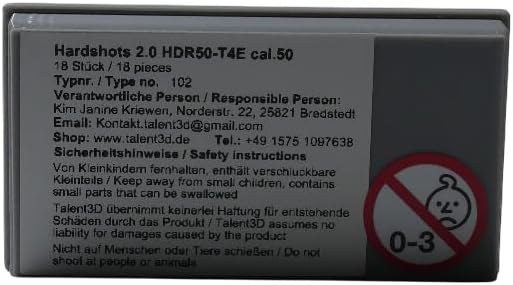 Hardshots 2.0 HDR50-T4E cal.50
18 Stück / 18 pieces
Typnr. / Type no. 102
Verantwortliche Person / Responsible Person:
Kim Janine Kriewen, Norderstr. 22, 25821 Bredstedt
Email: Kontakt.talent3d@gmail.com
Shop: www.talent3d.de Tel.: +49 1575 1097638
Sicherheitshinweise / Safety instructions
Von Kleinkindern fernhalten, enthält verschluckbare
Kleinteile / Keep away from small children, contains
small parts that can be swallowed
Talent3D übernimmt keinerlei Haftung für entstehende
Schäden durch das Produkt / Talent3D assumes no
liability for damages caused by the product
Nicht auf Menschen oder Tiere schießen / Do not
shoot at people or animals
0-3